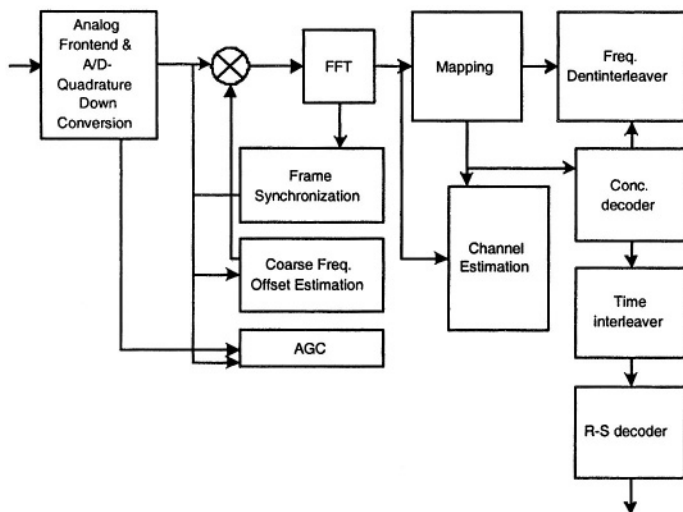 Analog
Frontend &
A/D-
Quadrature
Down
Conversion
FFT
Mapping
Freq.
Dentinterleaver
Frame
Synchronization
Conc.
decoder
Coarse Freq.
Offset Estimation
Channel
Estimation
Time
interleaver
AGC
R-S decoder